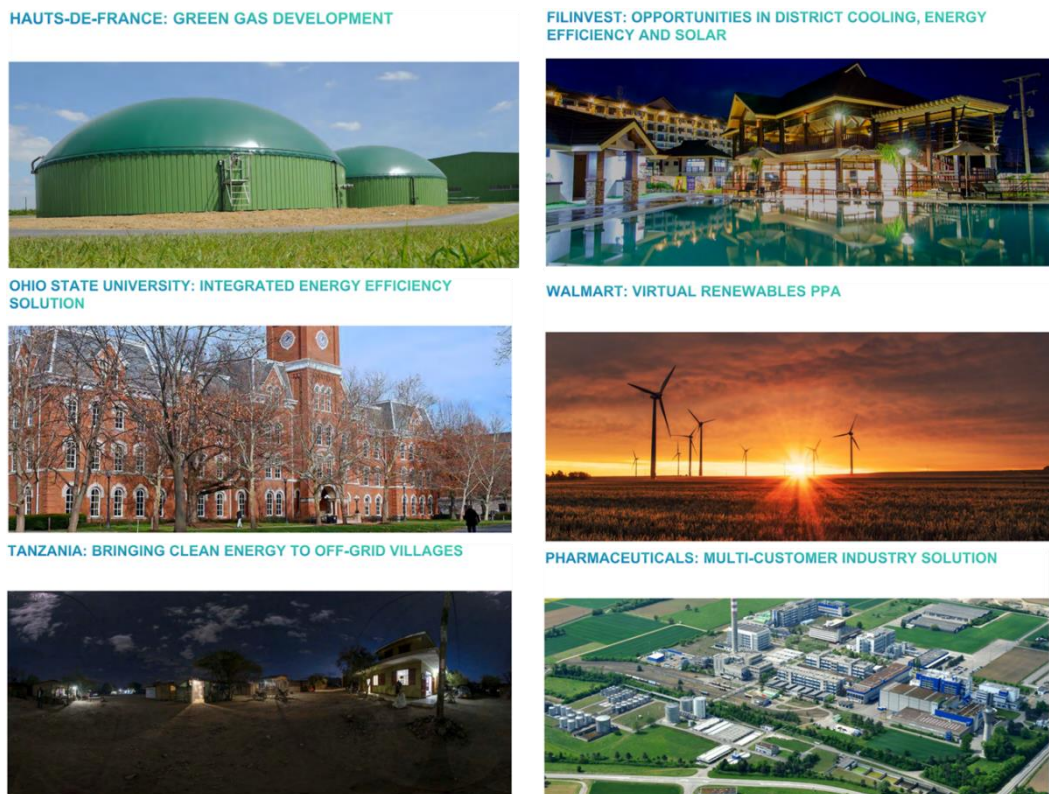 HAUTS-DE-FRANCE: GREEN GAS DEVELOPMENT
FILINVEST: OPPORTUNITIES IN DISTRICT COOLING, ENERGY
EFFICIENCY AND SOLAR
OHIO STATE UNIVERSITY: INTEGRATED ENERGY EFFICIENCY
SOLUTION
WALMART: VIRTUAL RENEWABLES PPA
TANZANIA: BRINGING CLEAN ENERGY TO OFF-GRID VILLAGES
PHARMACEUTICALS: MULTI-CUSTOMER INDUSTRY SOLUTION